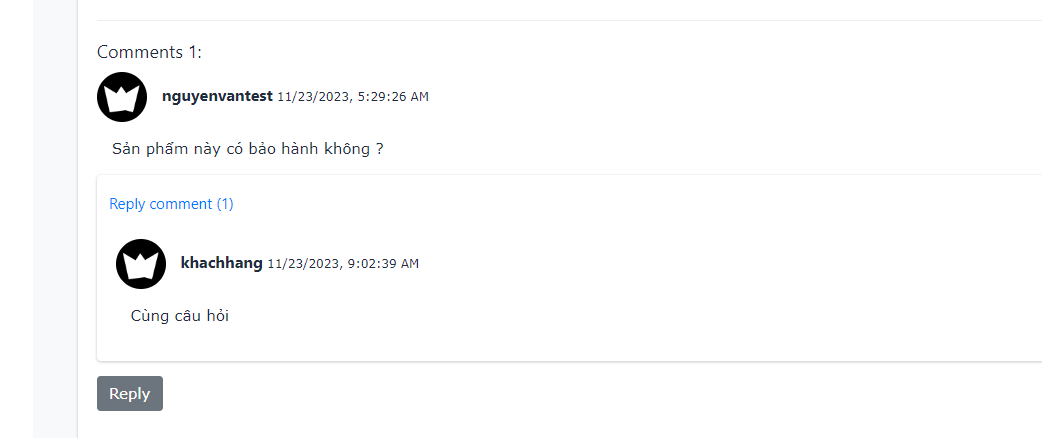 Comments 1:
nguyenvantest 11/23/2023, 5:29:26 AM
Sản phẩm này có bảo hành không ?
Reply comment (1)
khachhang 11/23/2023, 9:02:39 AM
Cùng câu hỏi
Reply